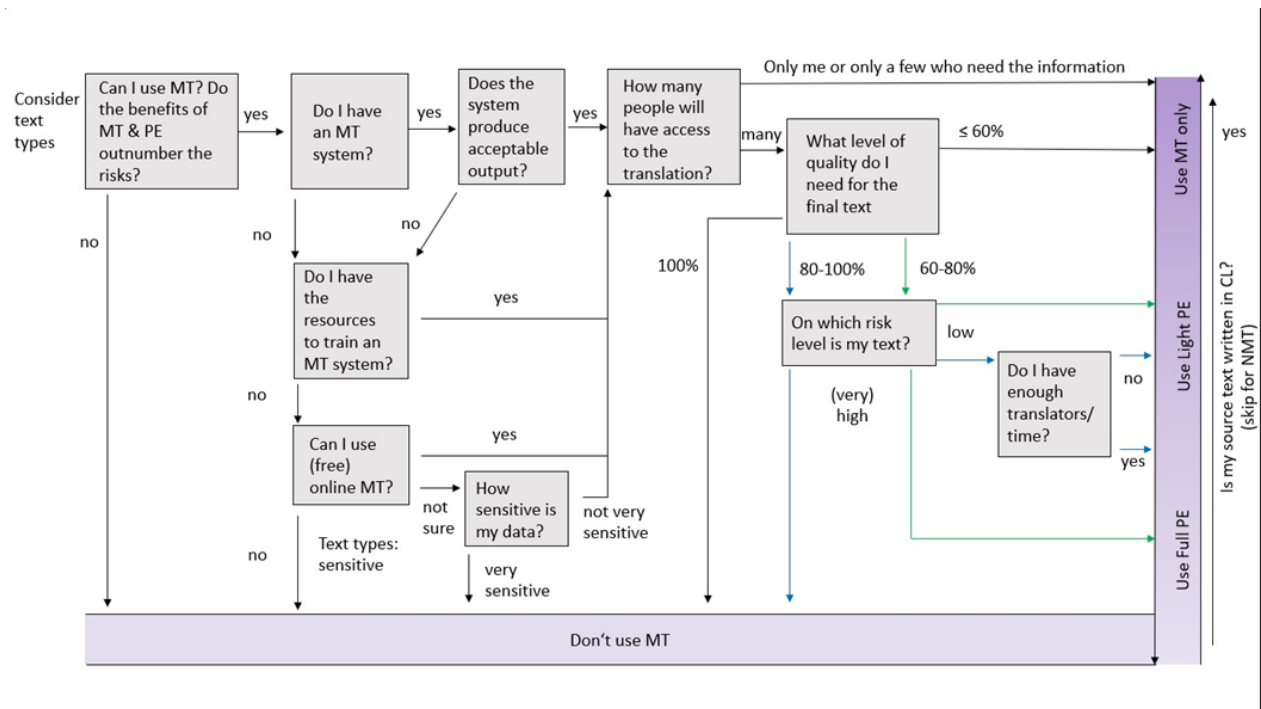 Consider
text
types
Can I use MT? Do
the benefits of
MT & PE
outnumber the
risks?
yes
Do I have
an MT
system?
yes
Does the
system
produce
acceptable
output?
yes
How many
people will
have access
to the
translation?
Only me or only a few who need the information
many
What level of
quality do I
need for the
final text
≤ 60%
no
no
no
Do I have
the
resources
to train an
MT system?
yes
100%
80-100%
60-80%
On which risk
level is my text?
low
(very)
high
Do I have
enough
translators/
time?
no
yes
no
Can I use
(free)
online MT?
yes
not
sure
How
sensitive is
my data?
not very
sensitive
no
Text types:
sensitive
very
sensitive
Don't use MT
Use MT only
Use Light PE
Use Full PE
yes
Is my source text written in CL?
(skip for NMT)